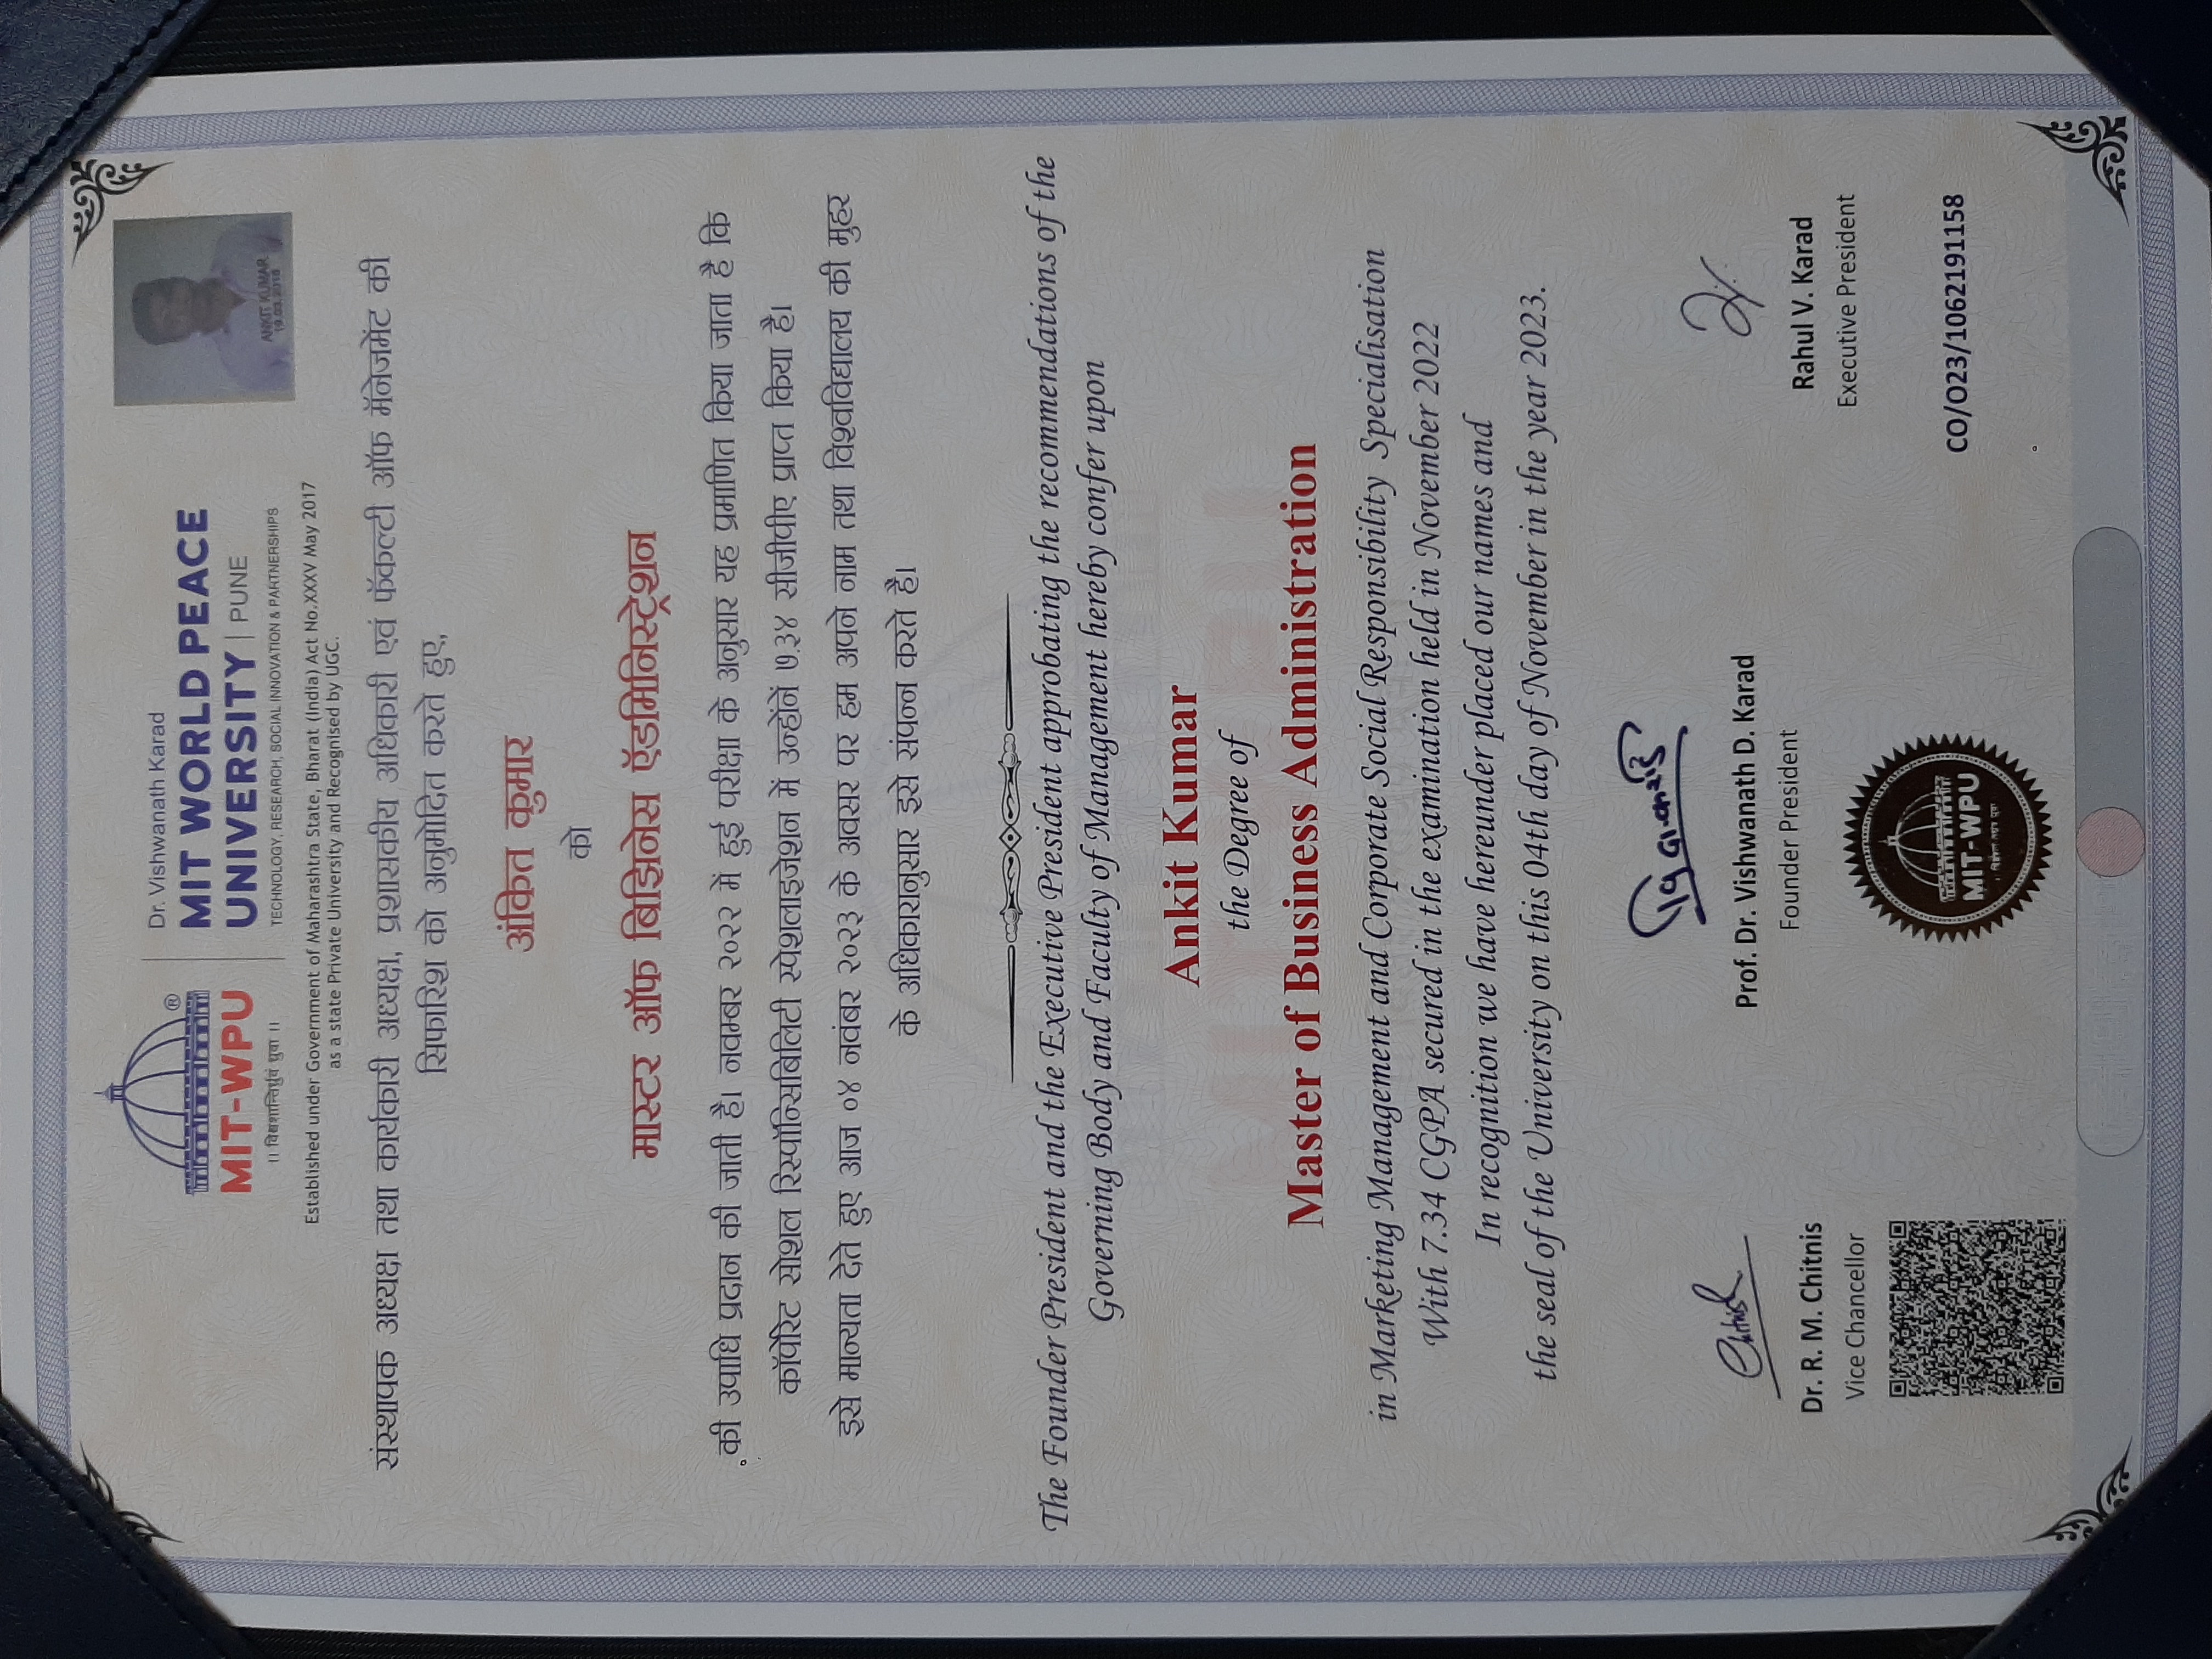 MIT-WPU
॥ विश्वशान्तिर्ध्रुवं ध्रुवा ॥
Dr. Vishwanath Karad
MIT WORLD PEACE
UNIVERSITY | PUNE
TECHNOLOGY, RESEARCH, SOCIAL INNOVATION & PARTNERSHIPS
ANKIT KUMAR
Established under Government of Maharashtra State, Bharat (India) Act No.XXXV May 2017
as a state Private University and Recognised by UGC.
संस्थापक अध्यक्ष तथा कार्यकारी अध्यक्ष, प्रशासकीय अधिकारी एवं फॅकल्टी ऑफ मॅनेजमेंट की
सिफारिश को अनुमोदित करते हुए,
अंकित कुमार
को
मास्टर ऑफ बिझिनेस ऍडमिनिस्ट्रेशन
की उपाधि प्रदान की जाती है। नवम्बर २०२२ में हुई परीक्षा के अनुसार यह प्रमाणित किया जाता है कि
कॉर्पोरेट सोशल रिस्पॉन्सिबिलिटी स्पेशलाइजेशन में उन्होंनें ७.३४ सीजीपीए प्राप्त किया है।
इसे मान्यता देते हुए आज ०४ नवंबर २०२३ के अवसर पर हम अपने नाम तथा विश्वविद्यालय की मुहर
के अधिकारानुसार इसे संपन्न करते है।
The Founder President and the Executive President approbating the recommendations of the
Governing Body and Faculty of Management hereby confer upon
Ankit Kumar
the Degree of
Master of Business Administration
in Marketing Management and Corporate Social Responsibility Specialisation
With 7.34 CGPA secured in the examination held in November 2022
In recognition we have hereunder placed our names and
the seal of the University on this 04th day of November in the year 2023.
Dr. R. M. Chitnis
Vice Chancellor
Prof. Dr. Vishwanath D. Karad
Founder President
Rahul V. Karad
Executive President
MIT-WPU
CO/O23/1062191158